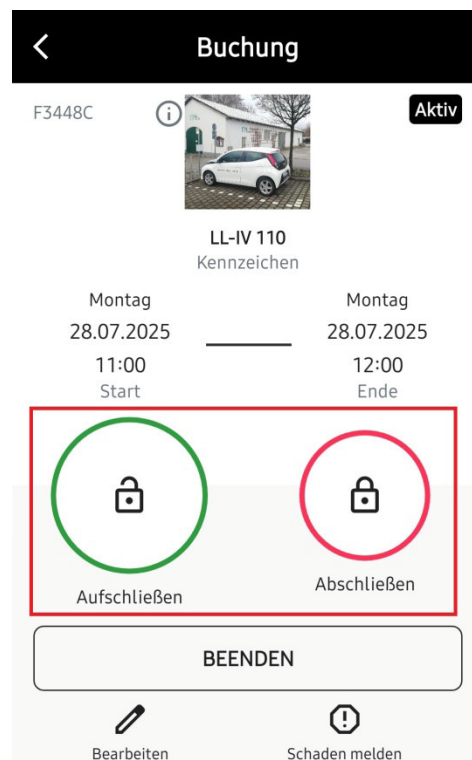 Buchung
F3448C
Aktiv
LL-IV 110
Kennzeichen
Montag
28.07.2025
11:00
Start
Montag
28.07.2025
12:00
Ende
Aufschließen
Abschließen
BEENDEN
Bearbeiten
Schaden melden